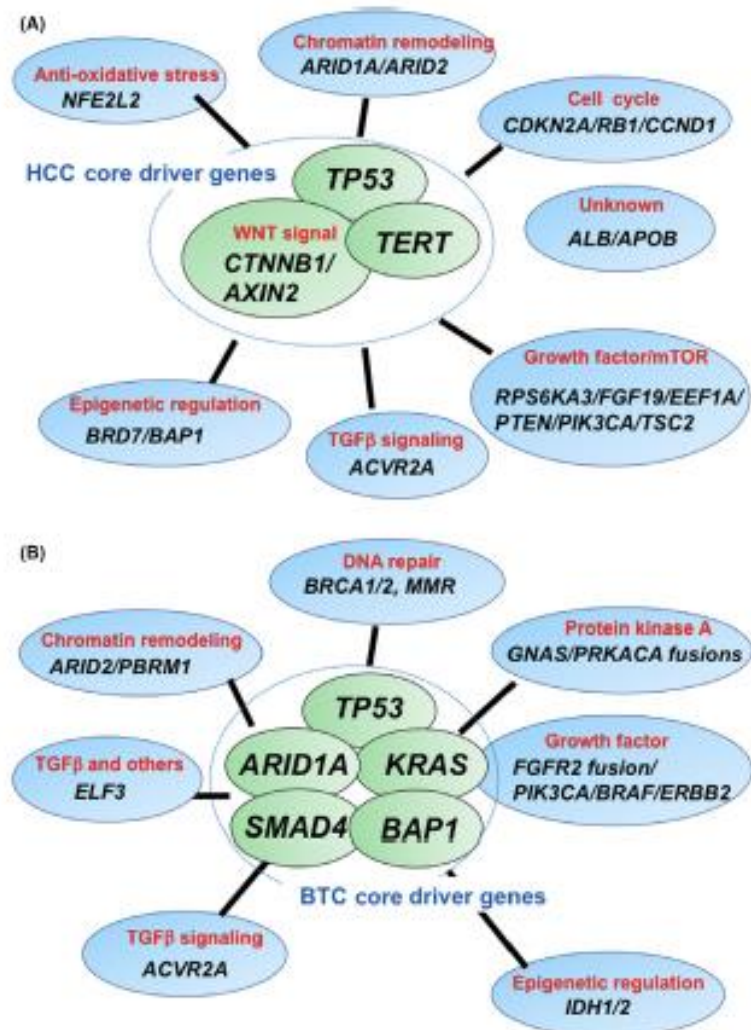 (A)
Chromatin remodeling
ARID1A/ARID2
Anti-oxidative stress
NFE2L2
Cell cycle
CDKN2A/RB1/CCND1
HCC core driver genes
TP53
Unknown
ALB/APOB
WNT signal
CTNNB1/
AXIN2
TERT
Growth factor/mTOR
RPS6KA3/FGF19/EEF1A/
PTEN/PIK3CA/TSC2
Epigenetic regulation
BRD7/BAP1
TGFβ signaling
ACVR2A
(B)
DNA repair
BRCA1/2, MMR
Chromatin remodeling
ARID2/PBRM1
Protein kinase A
GNAS/PRKACA fusions
TP53
ARID1A
KRAS
TGFβ and others
ELF3
Growth factor
FGFR2 fusion/
PIK3CA/BRAF/ERBB2
SMAD4
BAP1
BTC core driver genes
TGFβ signaling
ACVR2A
Epigenetic regulation
IDH1/2